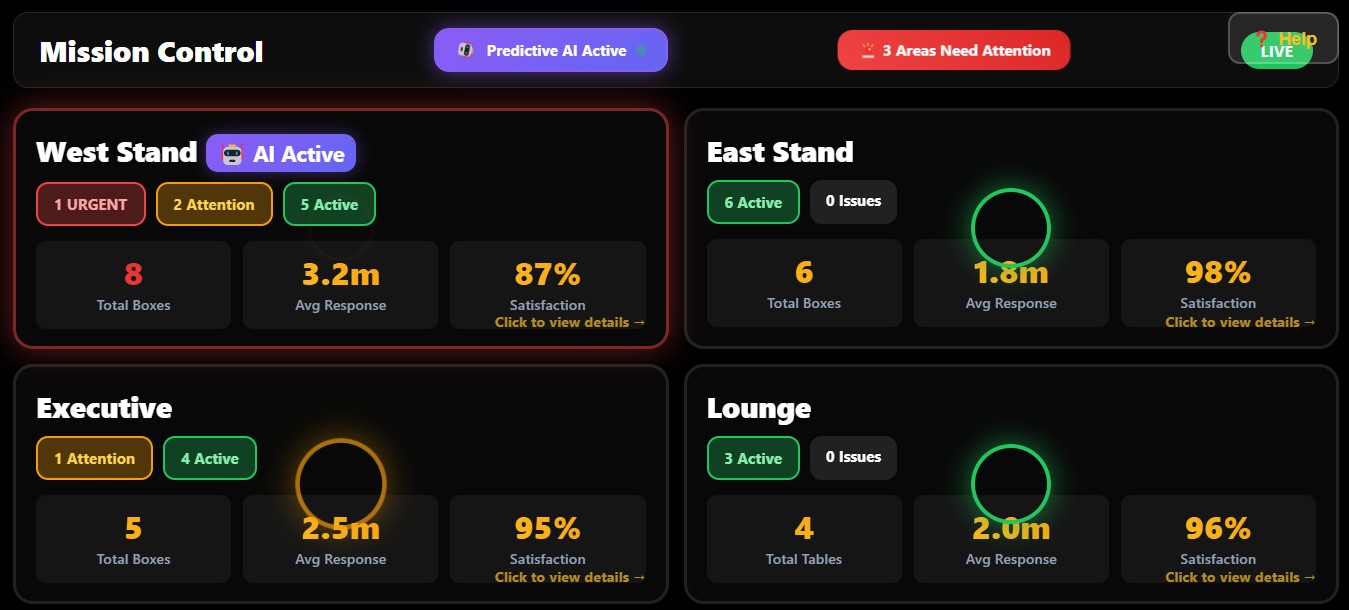 Mission Control
Predictive AI Active
3 Areas Need Attention
❓ Help
LIVE
West Stand
AI Active
1 URGENT
2 Attention
5 Active
8
Total Boxes
3.2m
Avg Response
87%
Satisfaction
Click to view details →
East Stand
6 Active
0 Issues
6
Total Boxes
1.8m
Avg Response
98%
Satisfaction
Click to view details →
Executive
1 Attention
4 Active
5
Total Boxes
2.5m
Avg Response
95%
Satisfaction
Click to view details →
Lounge
3 Active
0 Issues
4
Total Tables
2.0m
Avg Response
96%
Satisfaction
Click to view details →